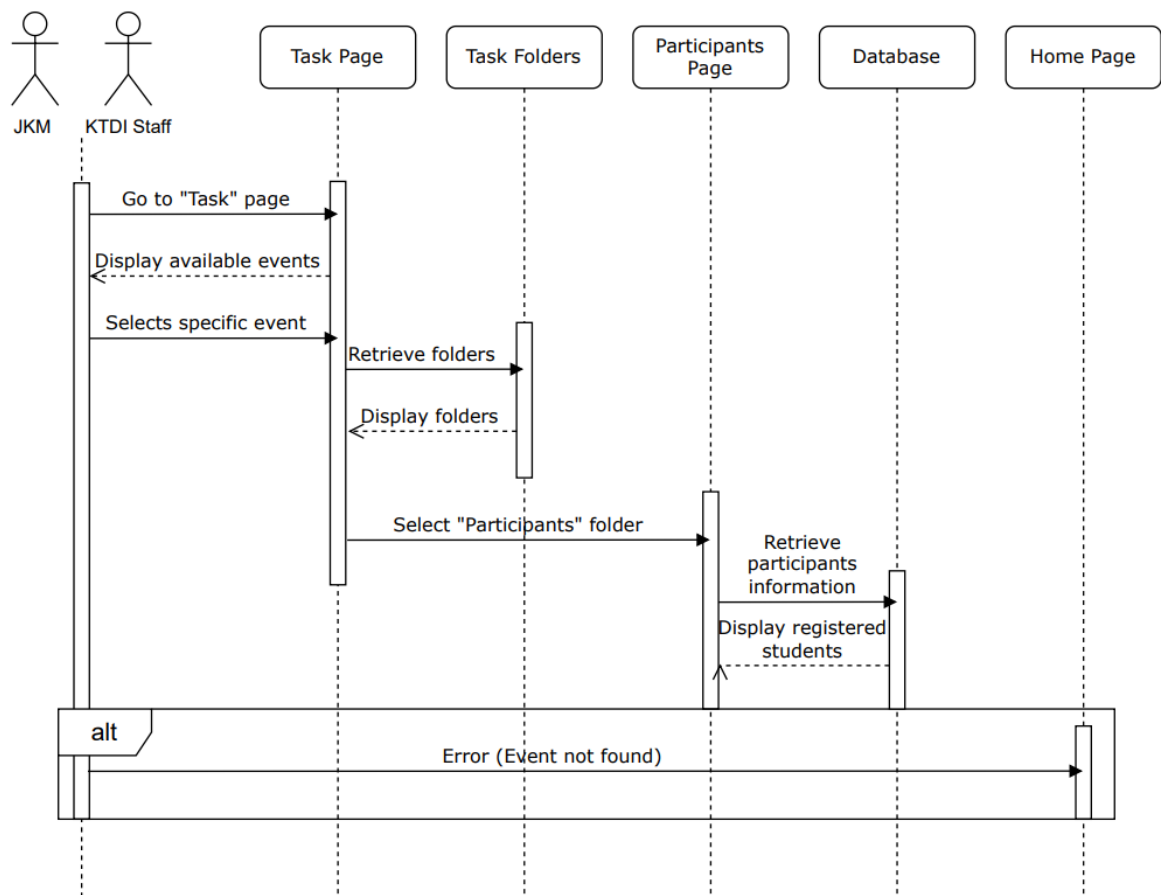 JKM
KTDI Staff
Task Page
Task Folders
Participants
Page
Database
Home Page
Go to "Task" page
Display available events
Selects specific event
Retrieve folders
Display folders
Select "Participants" folder
Retrieve
participants
information
Display registered
students
alt
Error (Event not found)